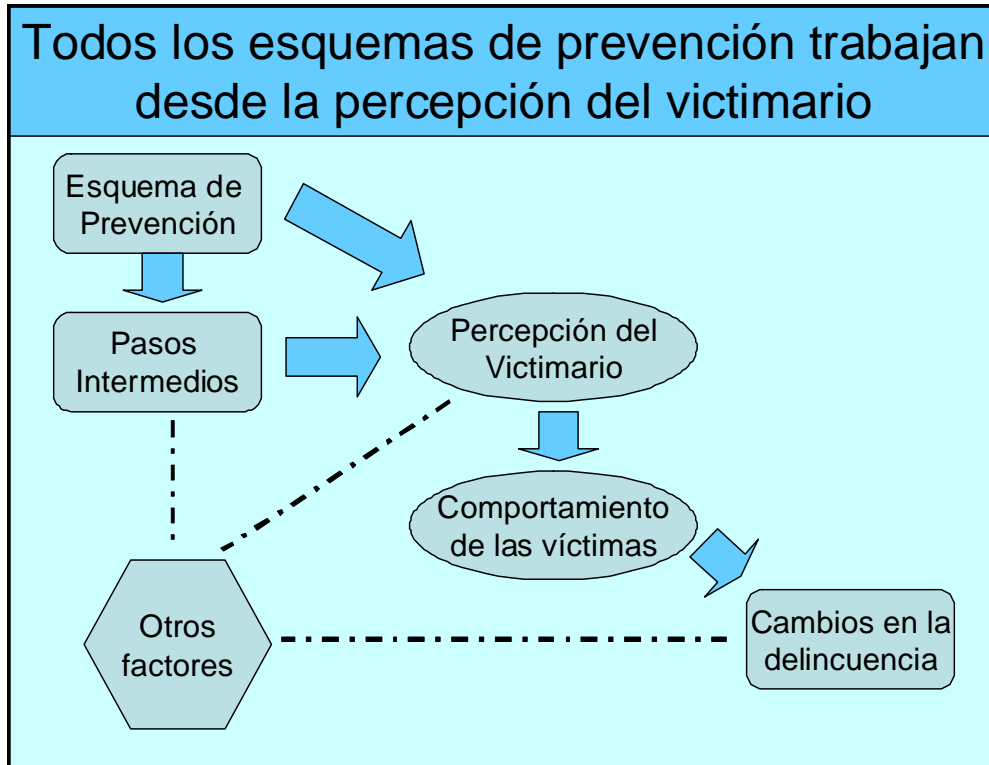 Todos los esquemas de prevención trabajan
desde la percepción del victimario
Esquema de
Prevención
Pasos
Intermedios
Percepción del
Victimario
Comportamiento
de las víctimas
Otros
factores
Cambios en la
delincuencia